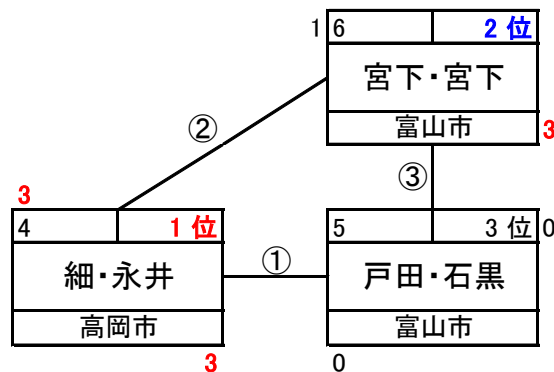 1 6 2 位
宮下・宮下
富山市 3
②
③
3
4 1 位
細・永井
高岡市
3
①
5 3 位 0
戸田・石黒
富山市
0